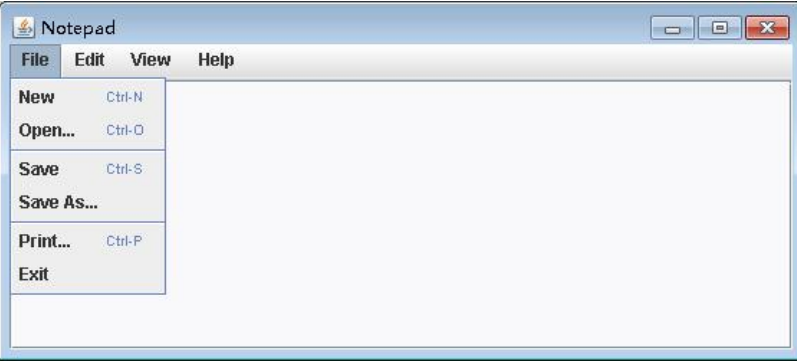 Notepad
File Edit View Help
New Ctrl-N
Open... Ctrl-O
Save Ctrl-S
Save As...
Print... Ctrl-P
Exit